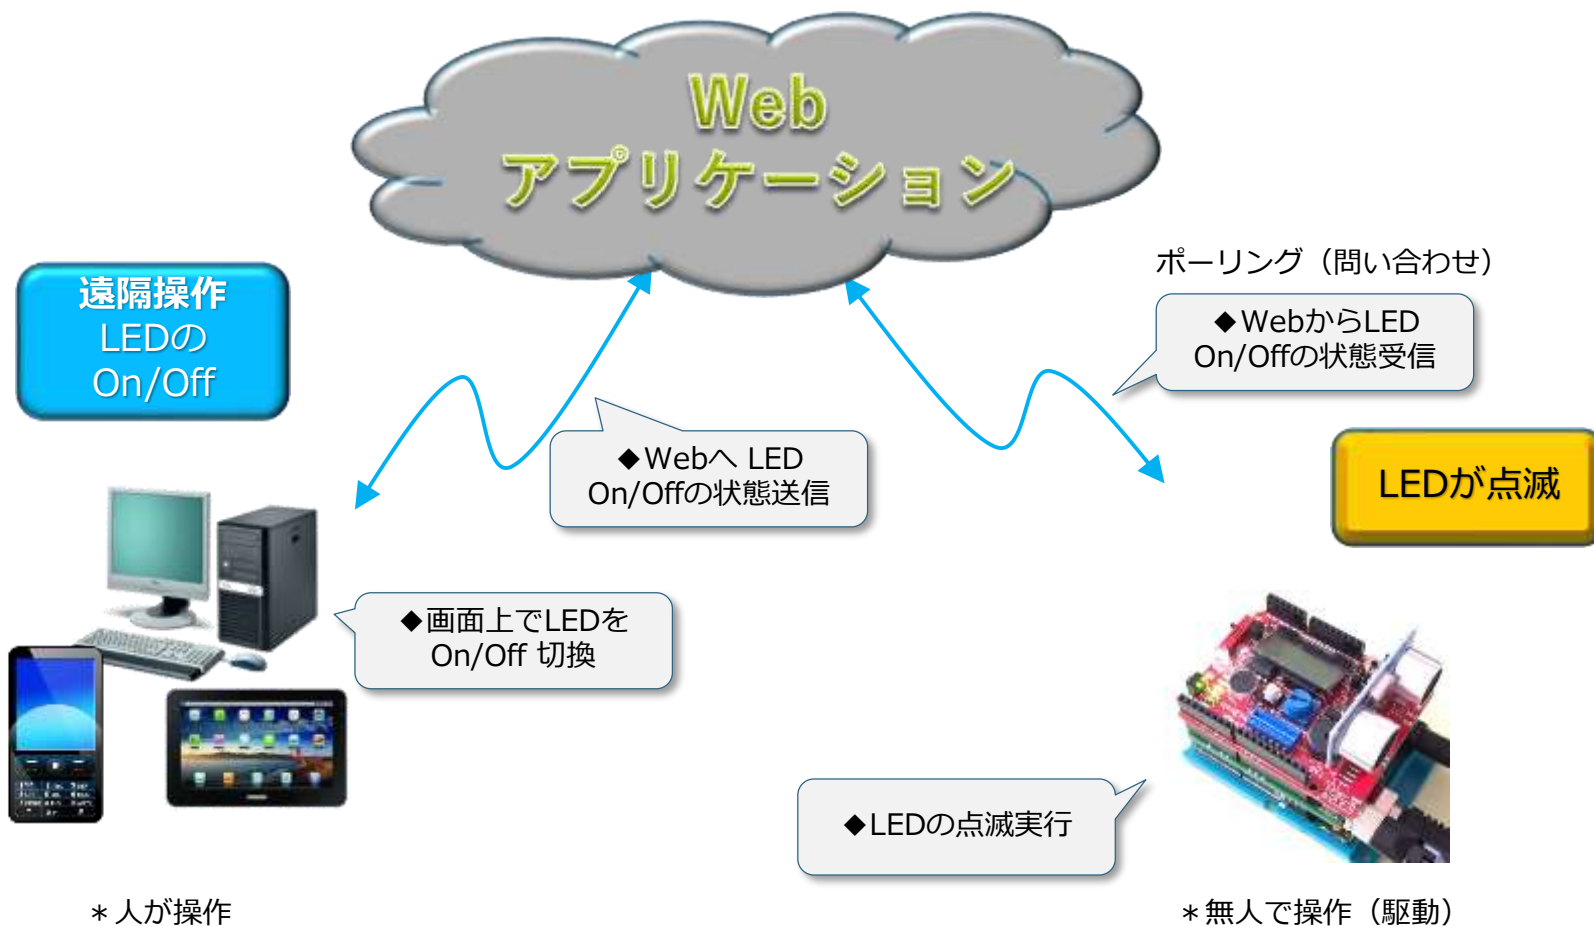 Web
アプリケーション
ポーリング（問い合わせ）
遠隔操作
LEDの
On/Off
◆WebからLED
On/Offの状態受信
◆Webへ LED
On/Offの状態送信
LEDが点滅
◆画面上でLEDを
On/Off 切換
◆LEDの点滅実行
＊人が操作
＊無人で操作（駆動）